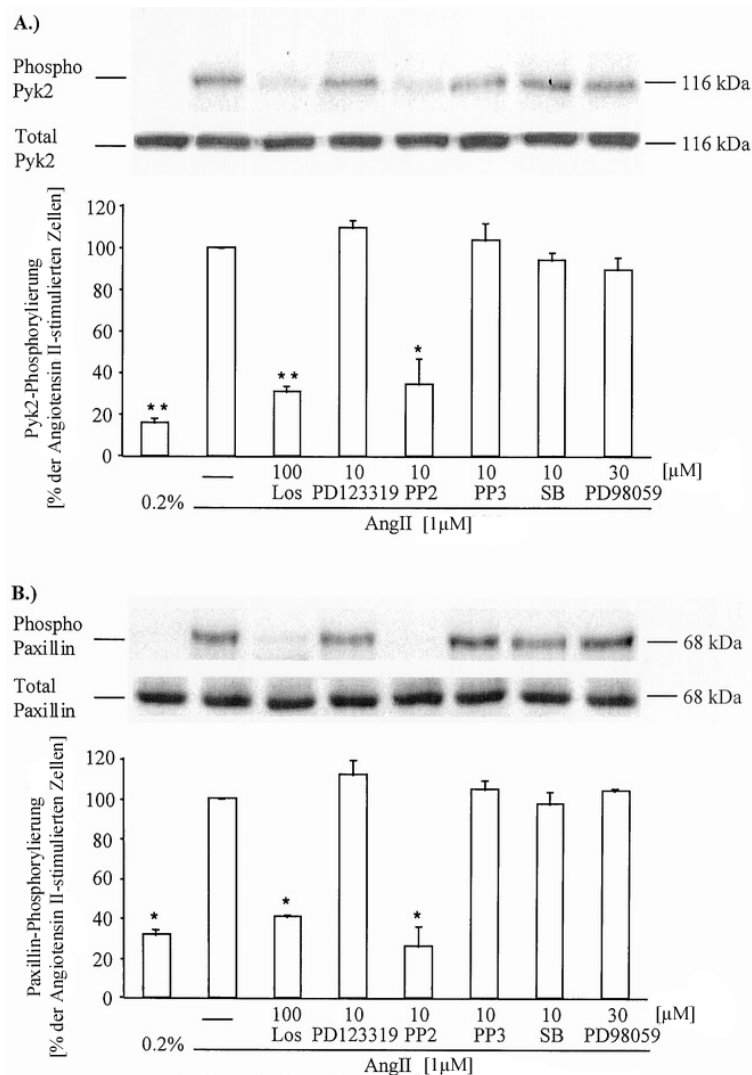 A.)
Phospho
Pyk2
116 kDa
Total
Pyk2
116 kDa
Pyk2-Phosphorylierung
[% der Angiotensin II-stimulierten Zellen]
120
100
80
60
40
20
0
** ** *
100 10 10 10 10 30 [µM]
0.2% — Los PD123319 PP2 PP3 SB PD98059
AngII [1µM]
B.)
Phospho
Paxillin
68 kDa
Total
Paxillin
68 kDa
Paxillin-Phosphorylierung
[% der Angiotensin II-stimulierten Zellen]
120
100
80
60
40
20
0
* * *
100 10 10 10 10 30 [µM]
0.2% — Los PD123319 PP2 PP3 SB PD98059
AngII [1µM]